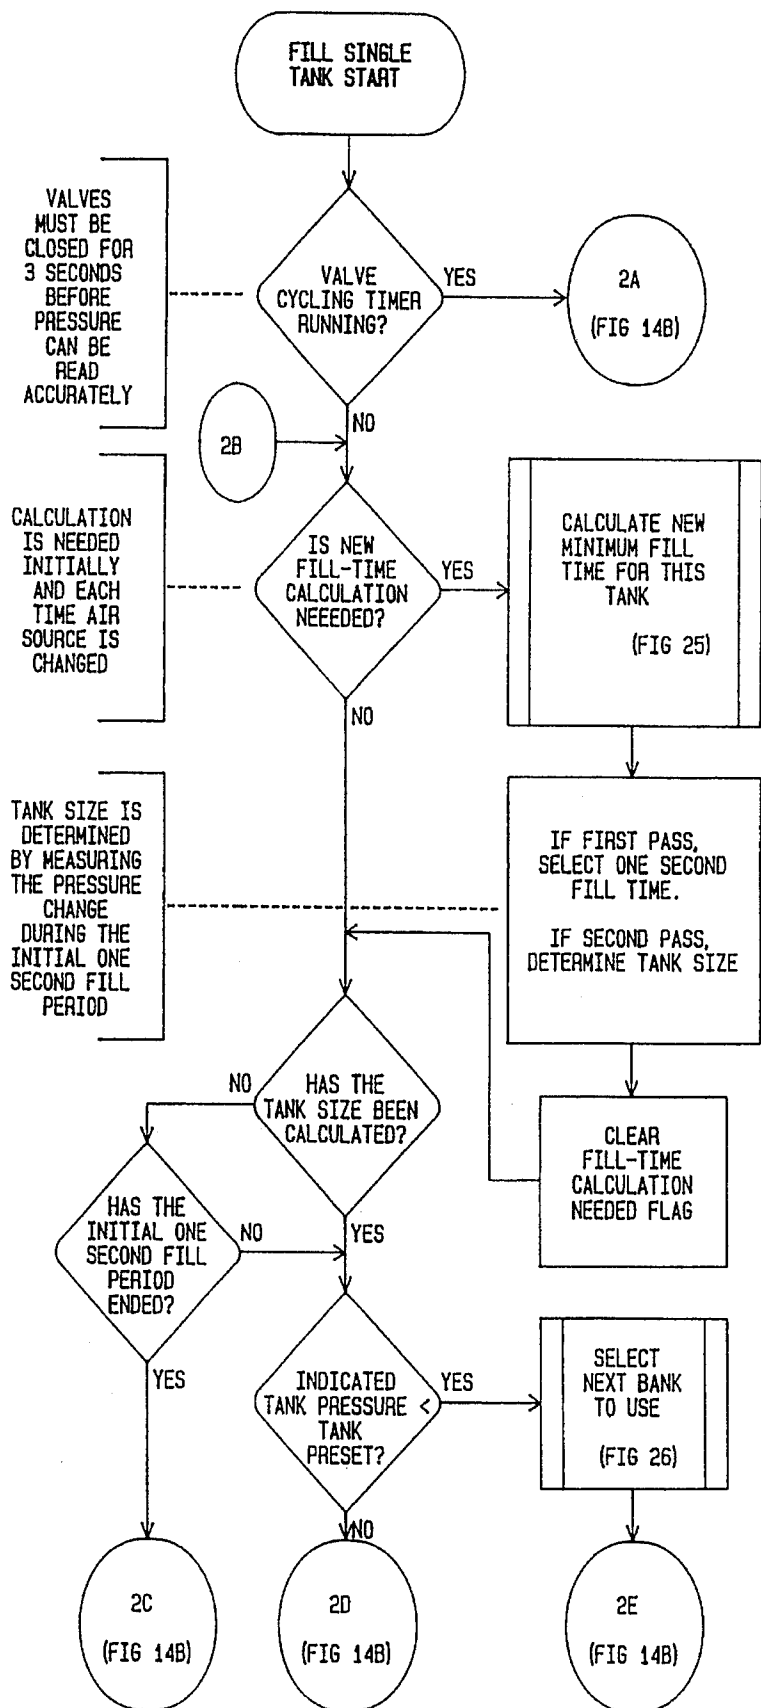 FILL SINGLE
TANK START
VALVES
MUST BE
CLOSED FOR
3 SECONDS
BEFORE
PRESSURE
CAN BE
READ
ACCURATELY
VALVE
CYCLING TIMER
RUNNING?
YES
2A
(FIG 14B)
NO
2B
CALCULATION
IS NEEDED
INITIALLY
AND EACH
TIME AIR
SOURCE IS
CHANGED
IS NEW
FILL-TIME
CALCULATION
NEEEDED?
YES
CALCULATE NEW
MINIMUM FILL
TIME FOR THIS
TANK
(FIG 25)
NO
TANK SIZE IS
DETERMINED
BY MEASURING
THE PRESSURE
CHANGE
DURING THE
INITIAL ONE
SECOND FILL
PERIOD
IF FIRST PASS,
SELECT ONE SECOND
FILL TIME.
IF SECOND PASS,
DETERMINE TANK SIZE
HAS THE
TANK SIZE BEEN
CALCULATED?
NO
CLEAR
FILL-TIME
CALCULATION
NEEDED FLAG
HAS THE
INITIAL ONE
SECOND FILL
PERIOD
ENDED?
NO
YES
YES
INDICATED
TANK PRESSURE <
TANK
PRESET?
YES
SELECT
NEXT BANK
TO USE
(FIG 26)
NO
2C
(FIG 14B)
2D
(FIG 14B)
2E
(FIG 14B)